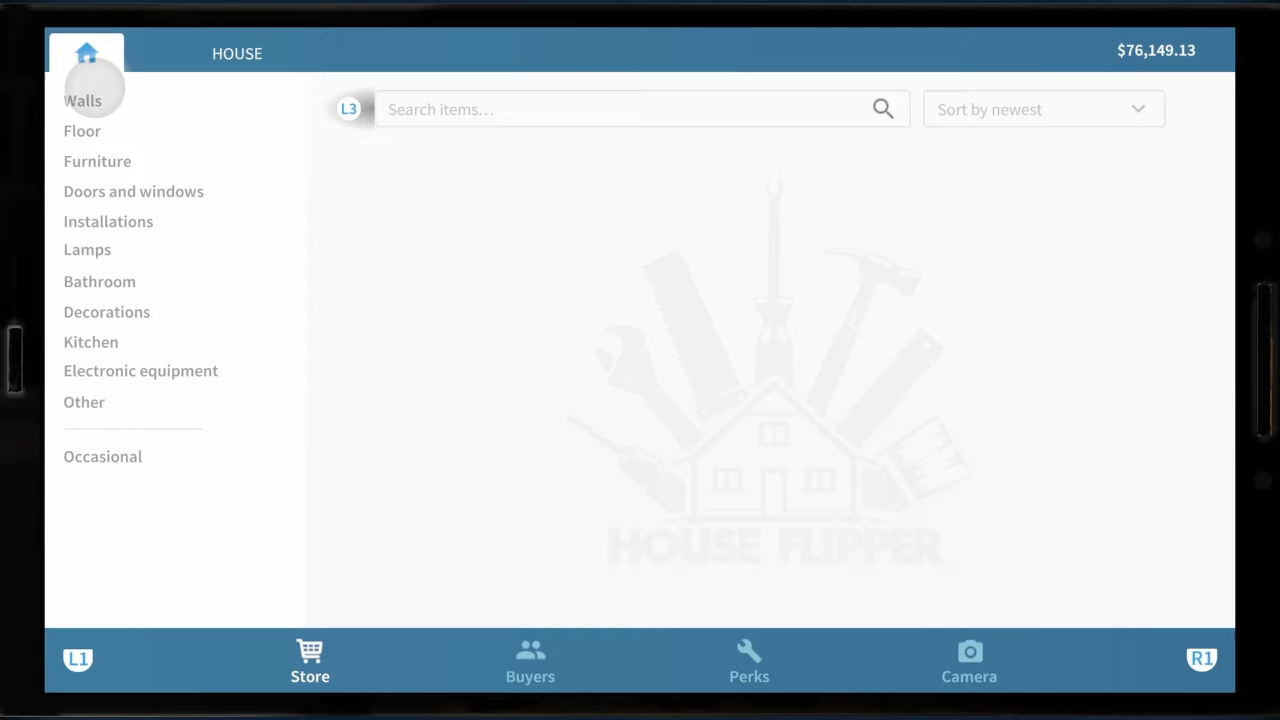 HOUSE
$76,149.13
Walls
L3
Search items...
Sort by newest
Floor
Furniture
Doors and windows
Installations
Lamps
Bathroom
Decorations
Kitchen
Electronic equipment
Other
Occasional
HOUSE FLIPPER
L1
Store
Buyers
Perks
Camera
R1